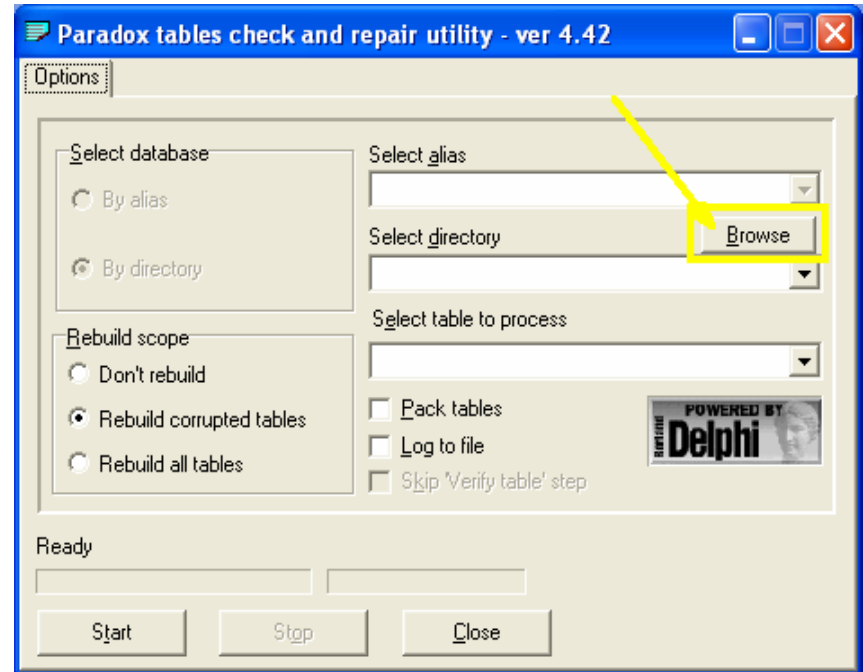 Paradox tables check and repair utility - ver 4.42
Options
Select database
By alias
By directory
Select alias
Select directory
Browse
Select table to process
Rebuild scope
Don't rebuild
Rebuild corrupted tables
Rebuild all tables
Pack tables
Log to file
Skip 'Verify table' step
POWERED BY
Borland
Delphi
Ready
Start
Stop
Close